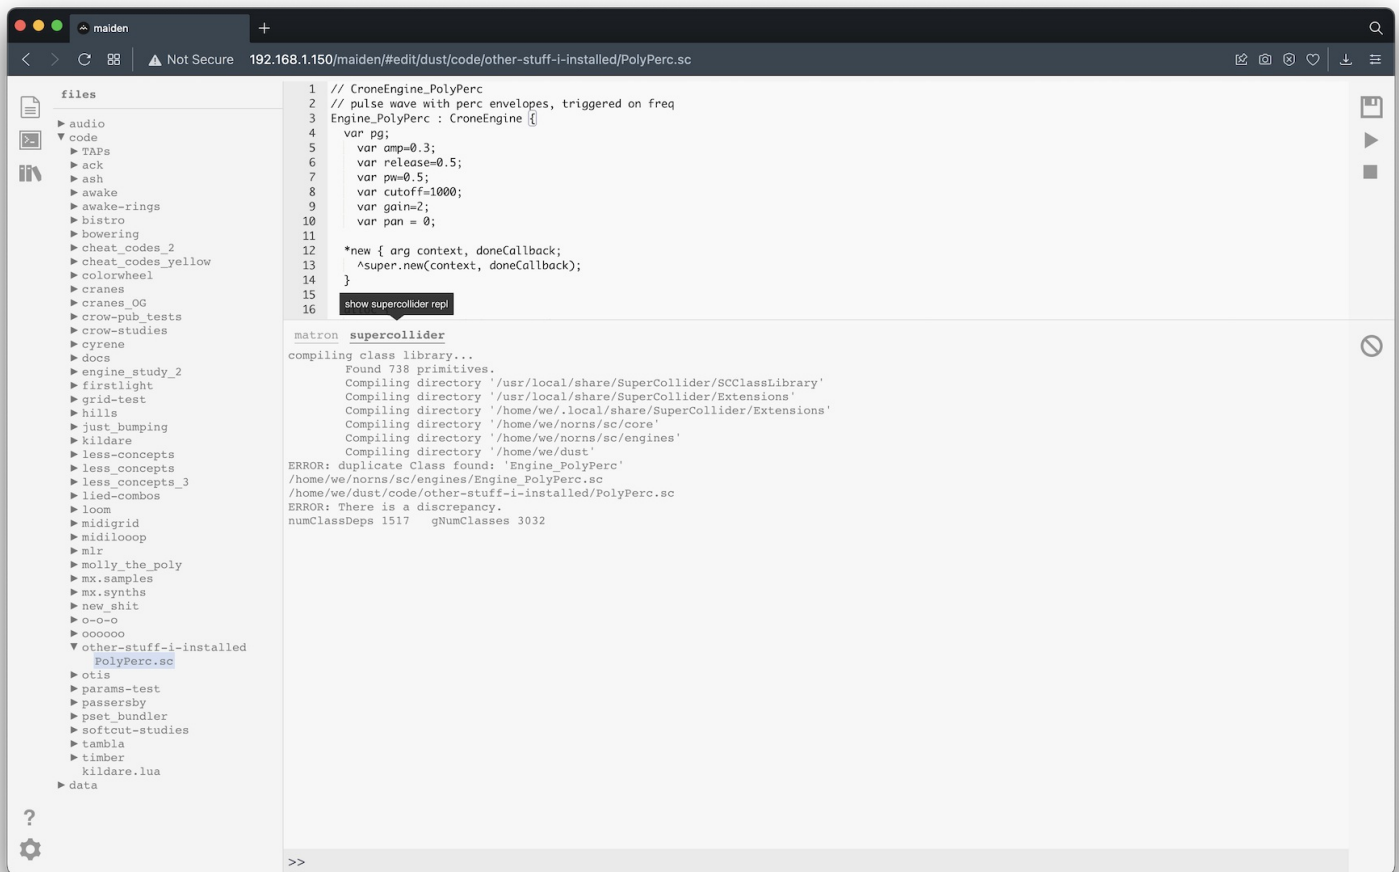 maiden
Not Secure 192.168.1.150/maiden/#edit/dust/code/other-stuff-i-installed/PolyPerc.sc
files
audio
code
TAPs
ack
ash
awake
awake-rings
bistro
bowering
cheat_codes_2
cheat_codes_yellow
colorwheel
cranes
cranes_OG
crow-pub_tests
crow-studies
cyrene
docs
engine_study_2
firstlight
grid-test
hills
just_bumping
kildare
less-concepts
less_concepts
less_concepts_3
lied-combos
loom
midigrid
midilooop
mlr
molly_the_poly
mx.samples
mx.synths
new_shit
o-o-o
oooooo
other-stuff-i-installed
PolyPerc.sc
otis
params-test
passersby
pset_bundler
softcut-studies
tambla
timber
kildare.lua
data
?
1 // CroneEngine_PolyPerc
2 // pulse wave with perc envelopes, triggered on freq
3 Engine_PolyPerc : CroneEngine {
4 var pg;
5 var amp=0.3;
6 var release=0.5;
7 var pw=0.5;
8 var cutoff=1000;
9 var gain=2;
10 var pan = 0;
11
12 *new { arg context, doneCallback;
13 ^super.new(context, doneCallback);
14 }
15
16
show supercollider repl
matron supercollider
compiling class library...
Found 738 primitives.
Compiling directory '/usr/local/share/SuperCollider/SCClassLibrary'
Compiling directory '/usr/local/share/SuperCollider/Extensions'
Compiling directory '/home/we/.local/share/SuperCollider/Extensions'
Compiling directory '/home/we/norns/sc/core'
Compiling directory '/home/we/norns/sc/engines'
Compiling directory '/home/we/dust'
ERROR: duplicate Class found: 'Engine_PolyPerc'
/home/we/norns/sc/engines/Engine_PolyPerc.sc
/home/we/dust/code/other-stuff-i-installed/PolyPerc.sc
ERROR: There is a discrepancy.
numClassDeps 1517 gNumClasses 3032
>>